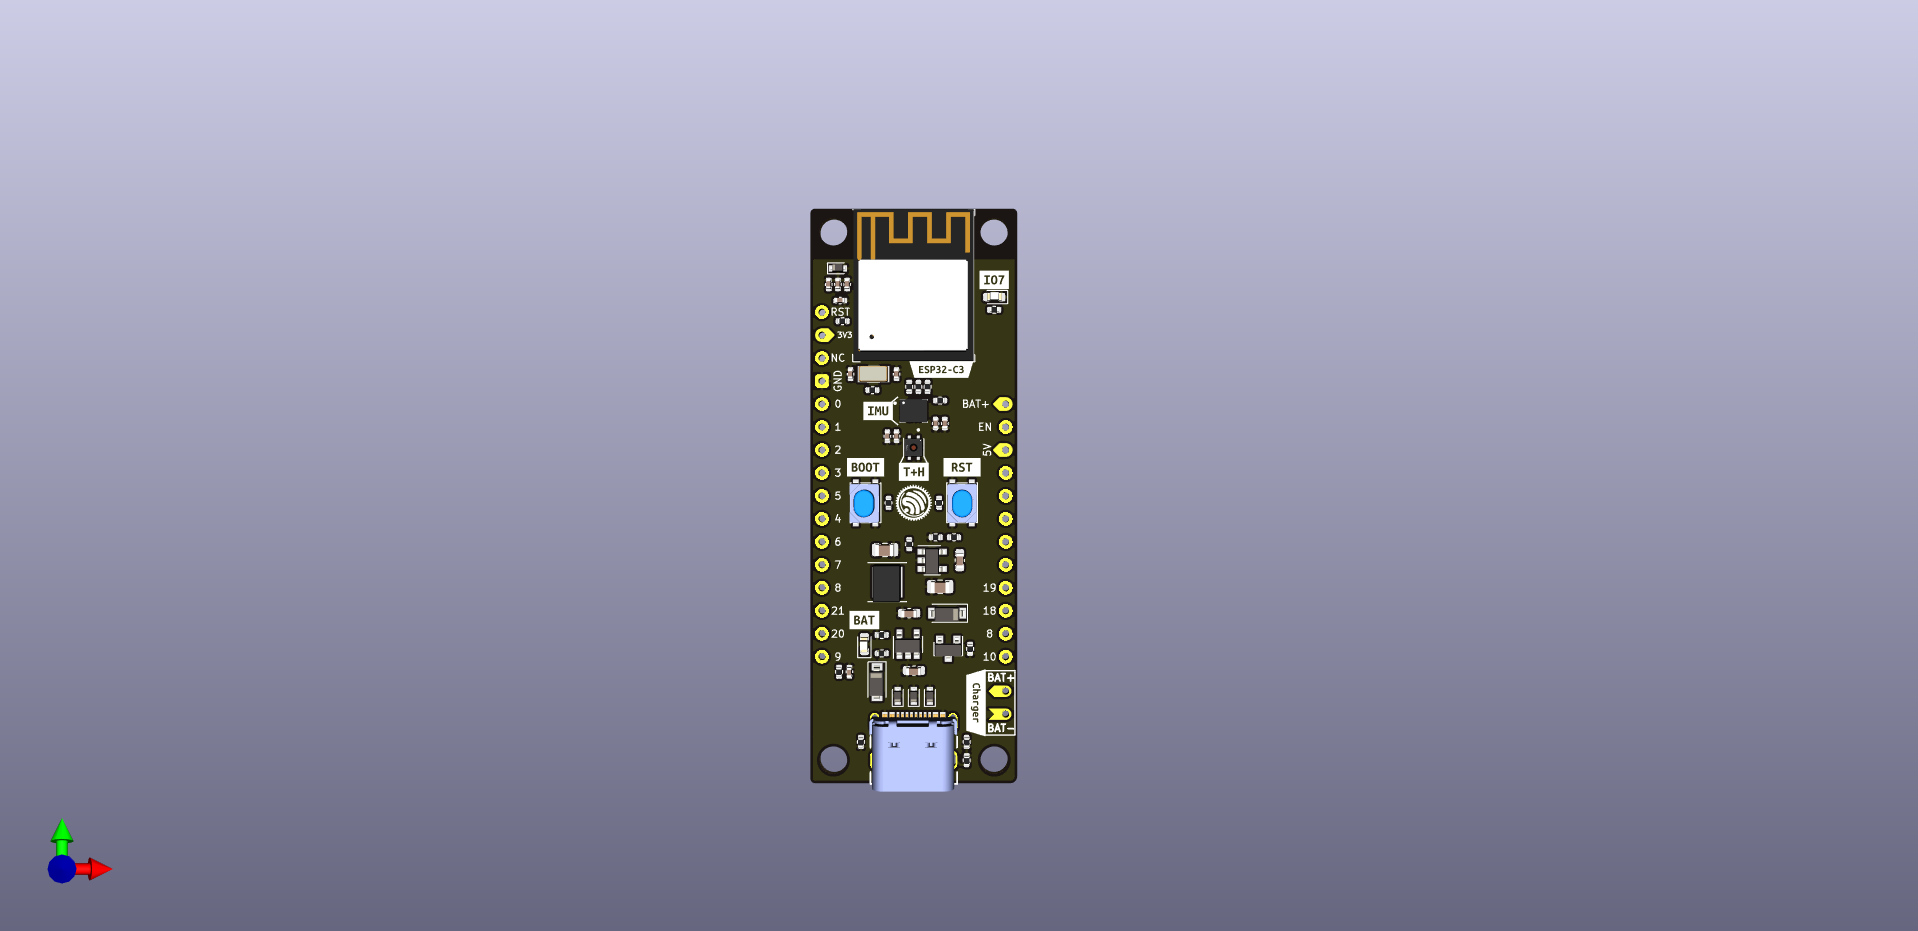 IO7
RST
3V3
NC
GND
ESP32-C3
0
IMU
BAT+
1
EN
2
5V
BOOT
T+H
RST
3
5
4
6
7
8
19
21
18
BAT
20
8
9
10
BAT+
Charger
BAT-